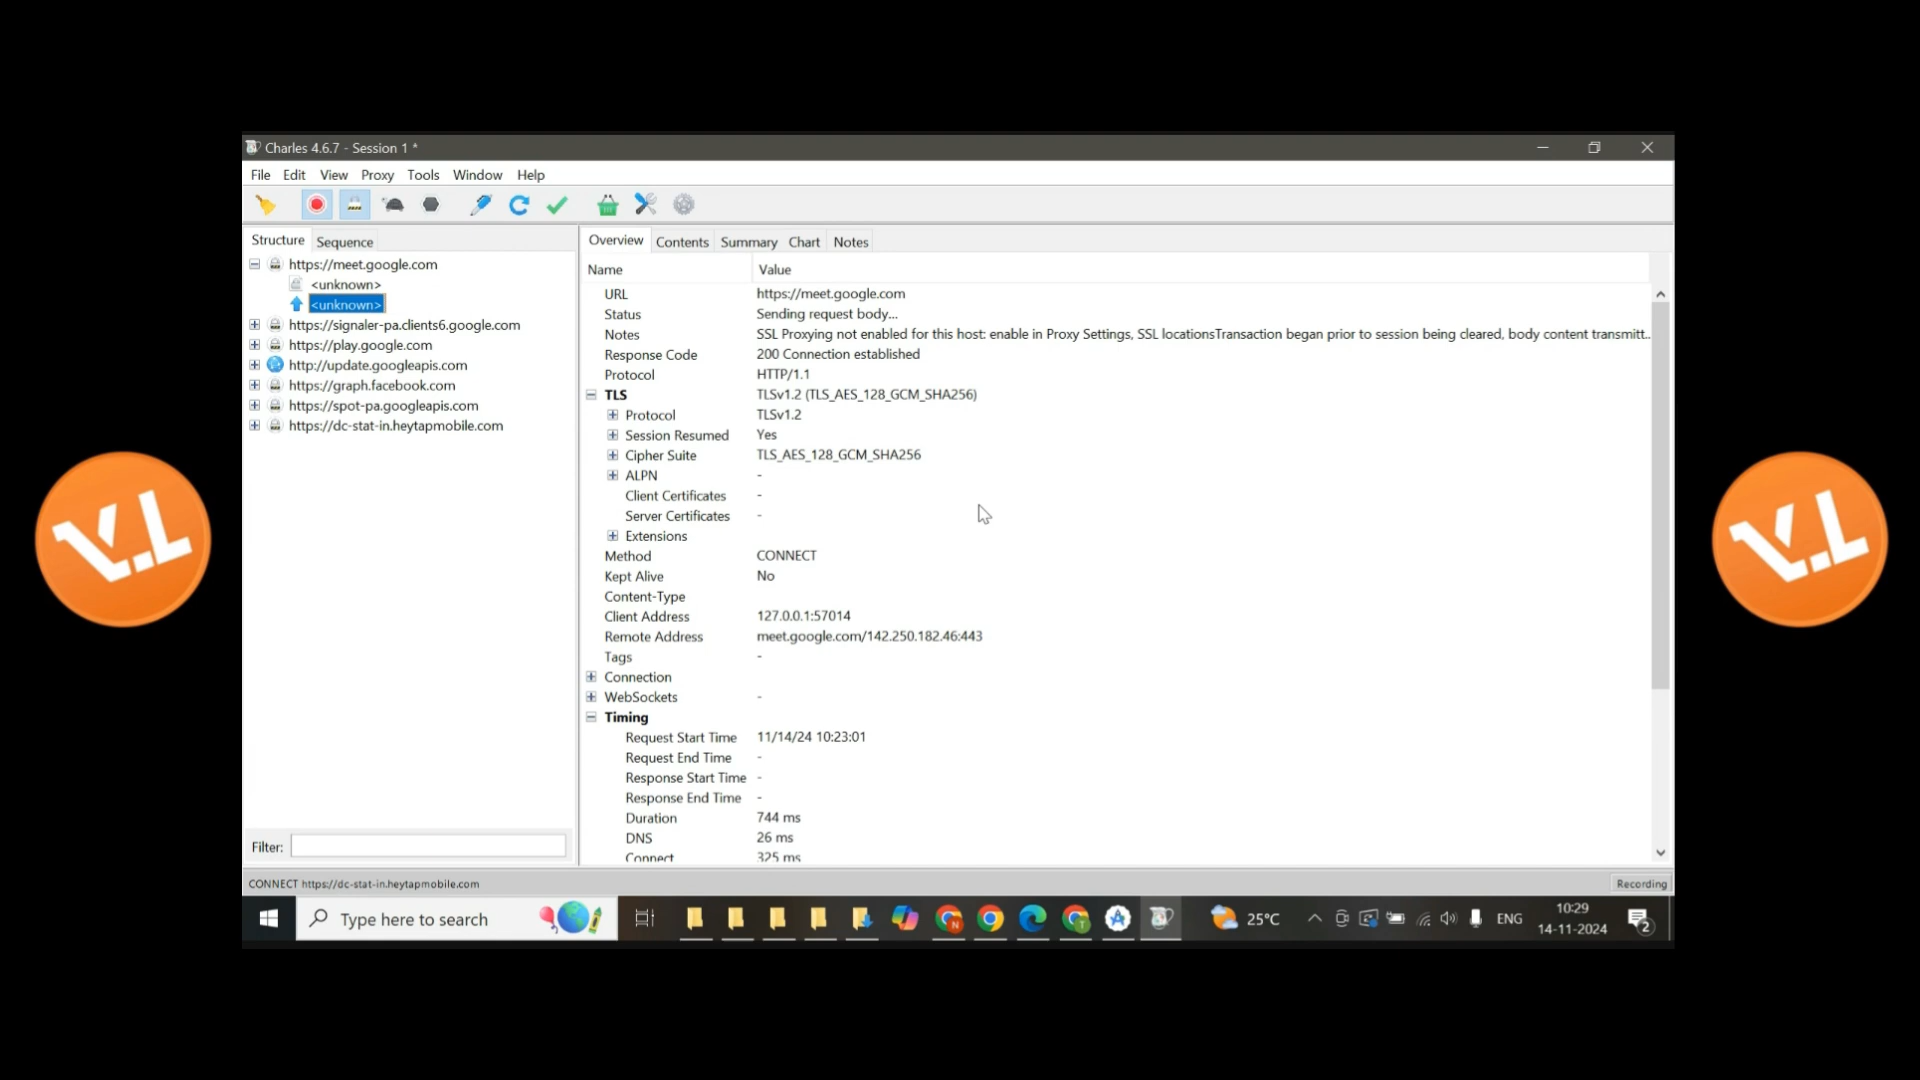 Charles 4.6.7 - Session 1 *
File Edit View Proxy Tools Window Help
Structure Sequence
https://meet.google.com
<unknown>
<unknown>
https://signaler-pa.clients6.google.com
https://play.google.com
http://update.googleapis.com
https://graph.facebook.com
https://spot-pa.googleapis.com
https://dc-stat-in.heytapmobile.com
Filter:
Overview Contents Summary Chart Notes
Name Value
URL https://meet.google.com
Status Sending request body...
Notes SSL Proxying not enabled for this host: enable in Proxy Settings, SSL locationsTransaction began prior to session being cleared, body content transmitt...
Response Code 200 Connection established
Protocol HTTP/1.1
TLS TLSv1.2 (TLS_AES_128_GCM_SHA256)
Protocol TLSv1.2
Session Resumed Yes
Cipher Suite TLS_AES_128_GCM_SHA256
ALPN -
Client Certificates -
Server Certificates -
Extensions
Method CONNECT
Kept Alive No
Content-Type
Client Address 127.0.0.1:57014
Remote Address meet.google.com/142.250.182.46:443
Tags -
Connection
WebSockets -
Timing
Request Start Time 11/14/24 10:23:01
Request End Time -
Response Start Time -
Response End Time -
Duration 744 ms
DNS 26 ms
Connect 325 ms
CONNECT https://dc-stat-in.heytapmobile.com Recording
Type here to search 25°C ENG 10:29
14-11-2024 2